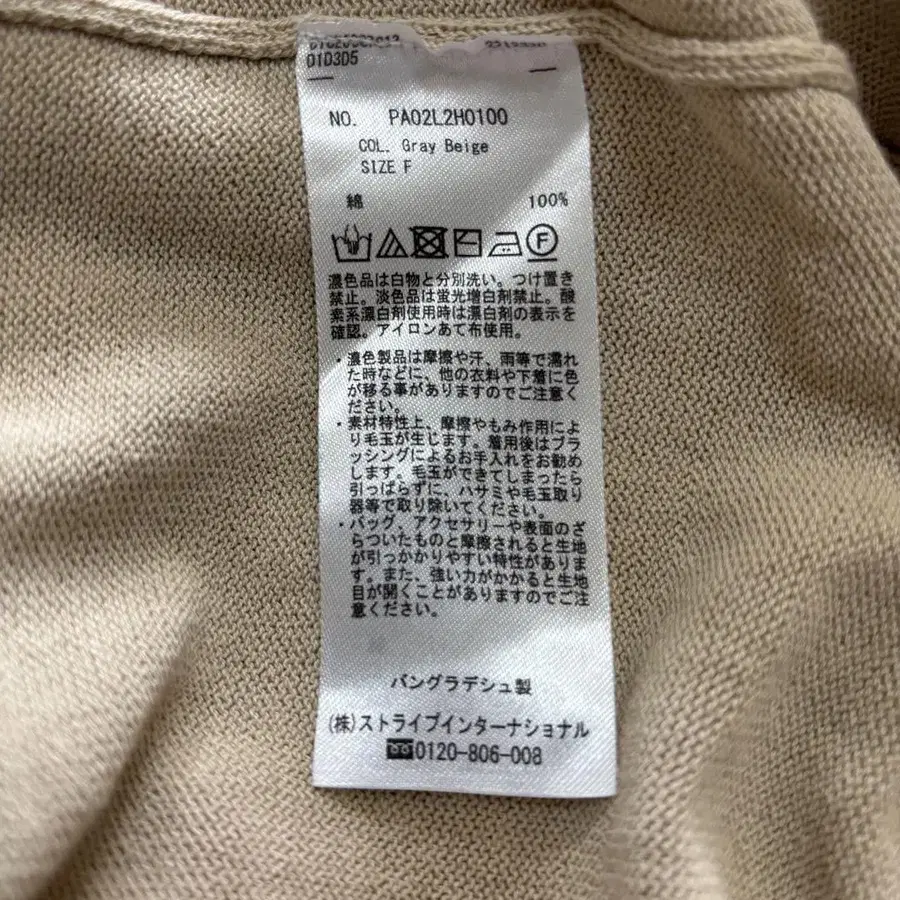 D1D3D5
NO. PA02L2H0100
COL. Gray Beige
SIZE F
綿 100%
F
濃色品は白物と分別洗い。つけ置き
禁止。淡色品は蛍光増白剤禁止。酸
素系漂白剤使用時は漂白剤の表示を
確認。アイロンあて布使用。
・濃色製品は摩擦や汗、雨等で濡れ
た時などに、他の衣料や下着に色
が移る事がありますのでご注意く
ださい。
・素材特性上、摩擦やもみ作用によ
り毛玉が生じます。着用後はブラ
ッシングによるお手入れをお勧め
します。毛玉ができてしまったら
引っぱらずに、ハサミや毛玉取り
器等で取り除いてください。
・バッグ、アクセサリーや表面のざ
らついたものと摩擦されると生地
が引っかかりやすい特性がありま
す。また、強い力がかかると生地
目が開くことがありますのでご注
意ください。
バングラデシュ製
(株)ストライプインターナショナル
0120-806-008